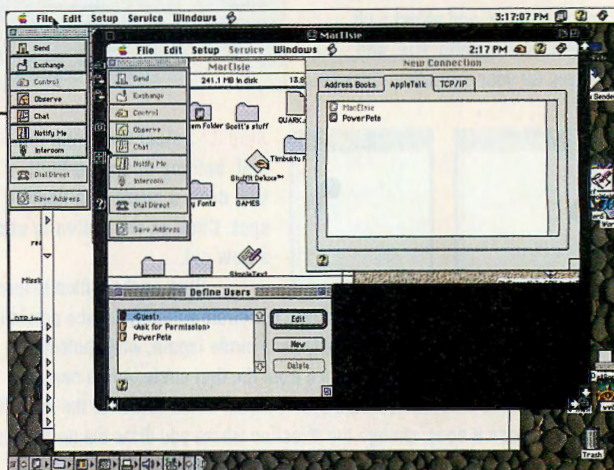 File Edit Setup Service Windows 3:17:07 PM
MacElsie
File Edit Setup Service Windows 2:17 PM
Send
Exchange
Control
Observe
Chat
Notify Me
Intercom
Dial Direct
Save Address
Send
Exchange
Control
Observe
Chat
Notify Me
Intercom
Dial Direct
Save Address
MacElsie
241.1 MB in disk 13.8
em Folder Scott's stuff QUARK
Timbuktu
StuffIt Deluxe™
Fonts GAMES
SimpleText
New Connection
Address Books AppleTalk TCP/IP
MacElsie
PowerPete
Define Users
<Guest>
<Ask for Permission>
PowerPete
Edit
New
Delete
Trash